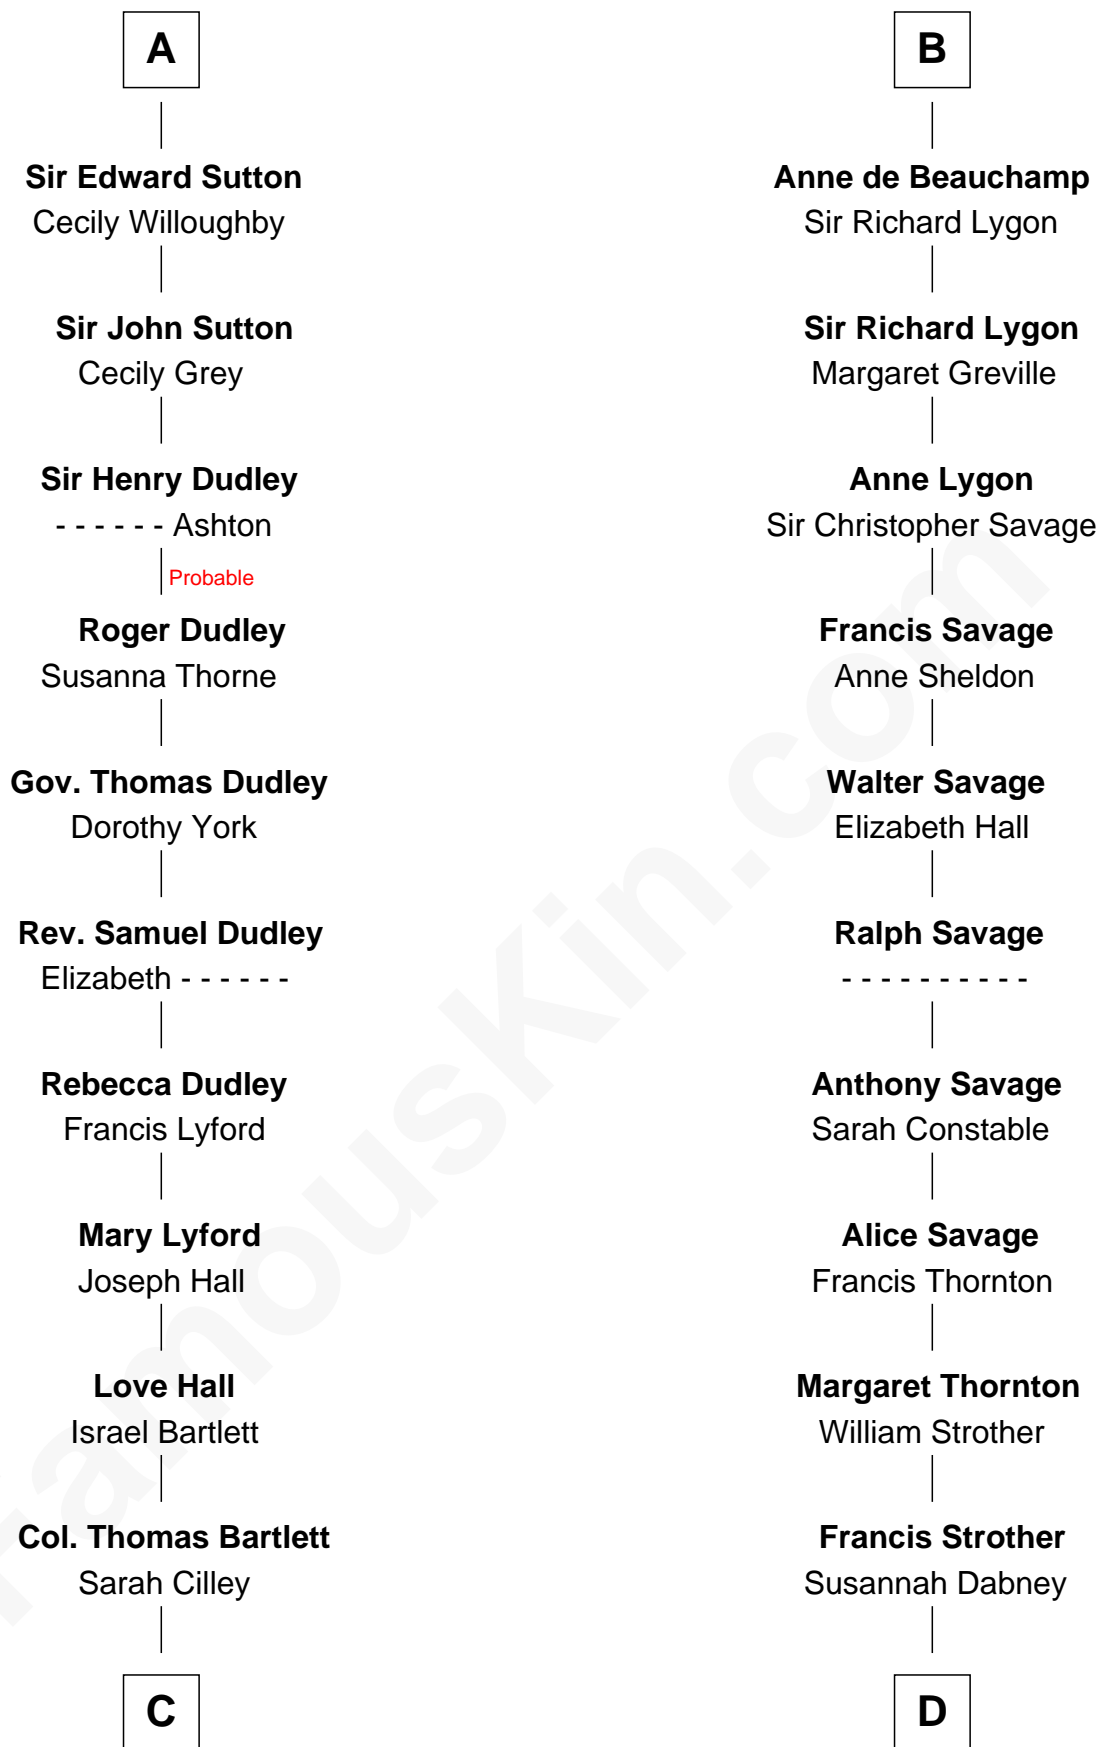 A
Sir Edward Sutton
Cecily Willoughby
Sir John Sutton
Cecily Grey
Sir Henry Dudley
- - - - - - Ashton
Probable
Roger Dudley
Susanna Thorne
Gov. Thomas Dudley
Dorothy York
Rev. Samuel Dudley
Elizabeth - - - - - -
Rebecca Dudley
Francis Lyford
Mary Lyford
Joseph Hall
Love Hall
Israel Bartlett
Col. Thomas Bartlett
Sarah Cilley
C
B
Anne de Beauchamp
Sir Richard Lygon
Sir Richard Lygon
Margaret Greville
Anne Lygon
Sir Christopher Savage
Francis Savage
Anne Sheldon
Walter Savage
Elizabeth Hall
Ralph Savage
- - - - - - - - - -
Anthony Savage
Sarah Constable
Alice Savage
Francis Thornton
Margaret Thornton
William Strother
Francis Strother
Susannah Dabney
D
FamousKin.com